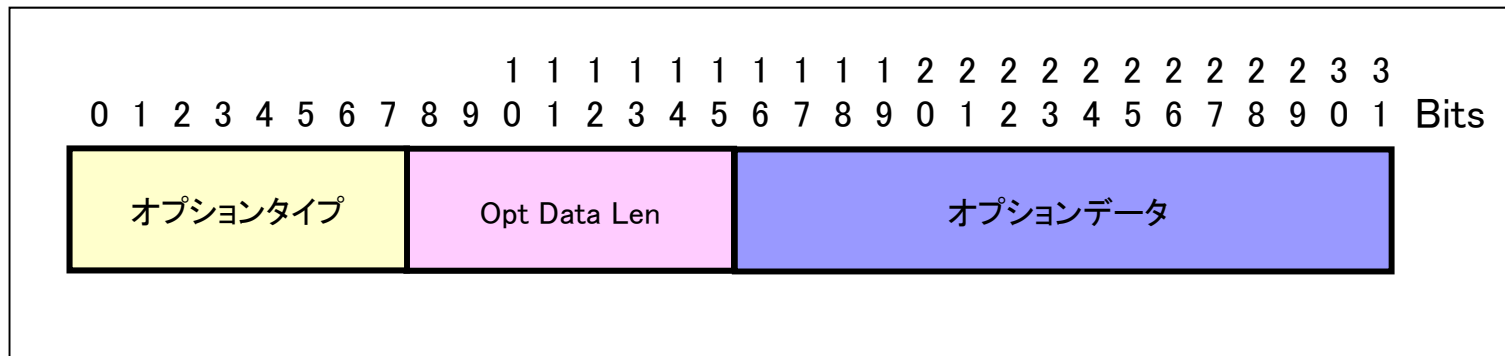 1 1 1 1 1 1 1 1 1 1 2 2 2 2 2 2 2 2 2 2 3 3
0 1 2 3 4 5 6 7 8 9 0 1 2 3 4 5 6 7 8 9 0 1 2 3 4 5 6 7 8 9 0 1 Bits
オプションタイプ Opt Data Len オプションデータ